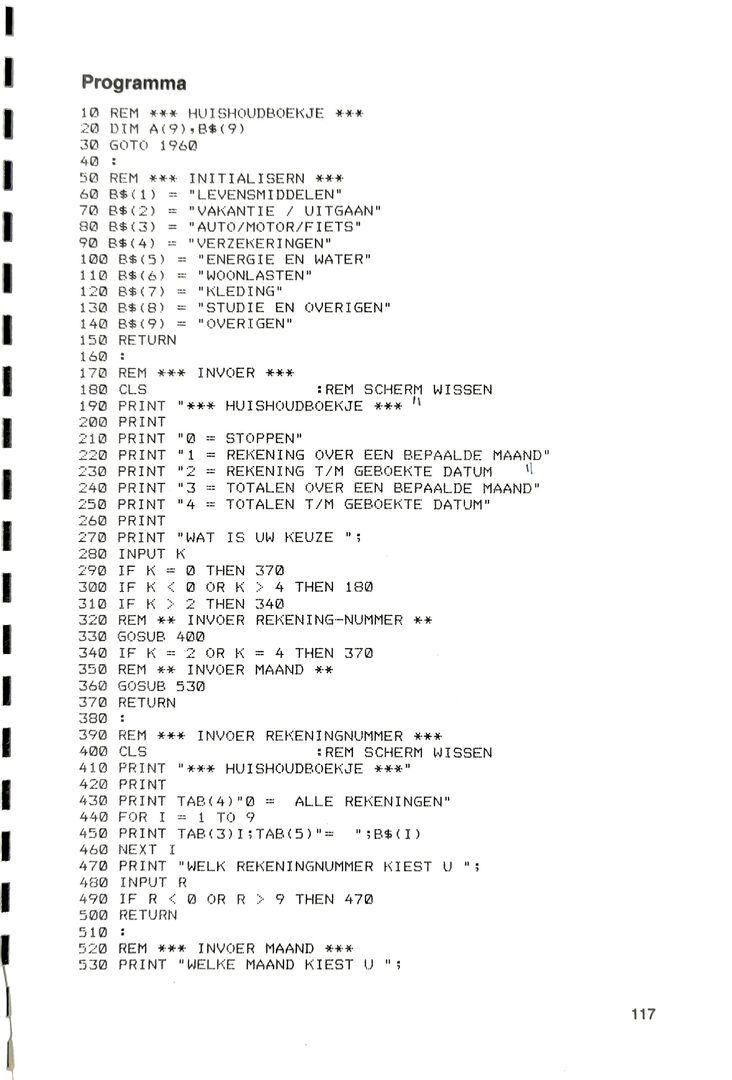 Programma
10 REM *** HUISHOUDBOEKJE ***
20 DIM A(9),B$(9)
30 GOTO 1960
40 :
50 REM *** INITIALISERN ***
60 B$(1) = "LEVENSMIDDELEN"
70 B$(2) = "VAKANTIE / UITGAAN"
80 B$(3) = "AUTO/MOTOR/FIETS"
90 B$(4) = "VERZEKERINGEN"
100 B$(5) = "ENERGIE EN WATER"
110 B$(6) = "WOONLASTEN"
120 B$(7) = "KLEDING"
130 B$(8) = "STUDIE EN OVERIGEN"
140 B$(9) = "OVERIGEN"
150 RETURN
160 :
170 REM *** INVOER ***
180 CLS                 :REM SCHERM WISSEN
190 PRINT "*** HUISHOUDBOEKJE *** "
200 PRINT
210 PRINT "0 = STOPPEN"
220 PRINT "1 = REKENING OVER EEN BEPAALDE MAAND"
230 PRINT "2 = REKENING T/M GEBOEKTE DATUM   "
240 PRINT "3 = TOTALEN OVER EEN BEPAALDE MAAND"
250 PRINT "4 = TOTALEN T/M GEBOEKTE DATUM"
260 PRINT
270 PRINT "WAT IS UW KEUZE ";
280 INPUT K
290 IF K = 0 THEN 370
300 IF K < 0 OR K > 4 THEN 180
310 IF K > 2 THEN 340
320 REM ** INVOER REKENING-NUMMER **
330 GOSUB 400
340 IF K = 2 OR K = 4 THEN 370
350 REM ** INVOER MAAND **
360 GOSUB 530
370 RETURN
380 :
390 REM *** INVOER REKENINGNUMMER ***
400 CLS                 :REM SCHERM WISSEN
410 PRINT "*** HUISHOUDBOEKJE ***"
420 PRINT
430 PRINT TAB(4)"0 =  ALLE REKENINGEN"
440 FOR I = 1 TO 9
450 PRINT TAB(3)I;TAB(5)"=  ";B$(I)
460 NEXT I
470 PRINT "WELK REKENINGNUMMER KIEST U ";
480 INPUT R
490 IF R < 0 OR R > 9 THEN 470
500 RETURN
510 :
520 REM *** INVOER MAAND ***
530 PRINT "WELKE MAAND KIEST U ";
117